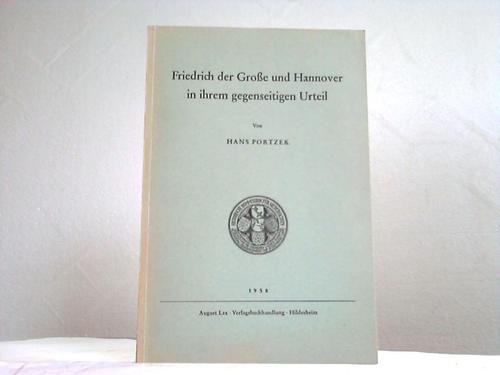 Friedrich der Große und Hannover
in ihrem gegenseitigen Urteil
Von
HANS PORTZEK
1958
August Lax · Verlagsbuchhandlung · Hildesheim